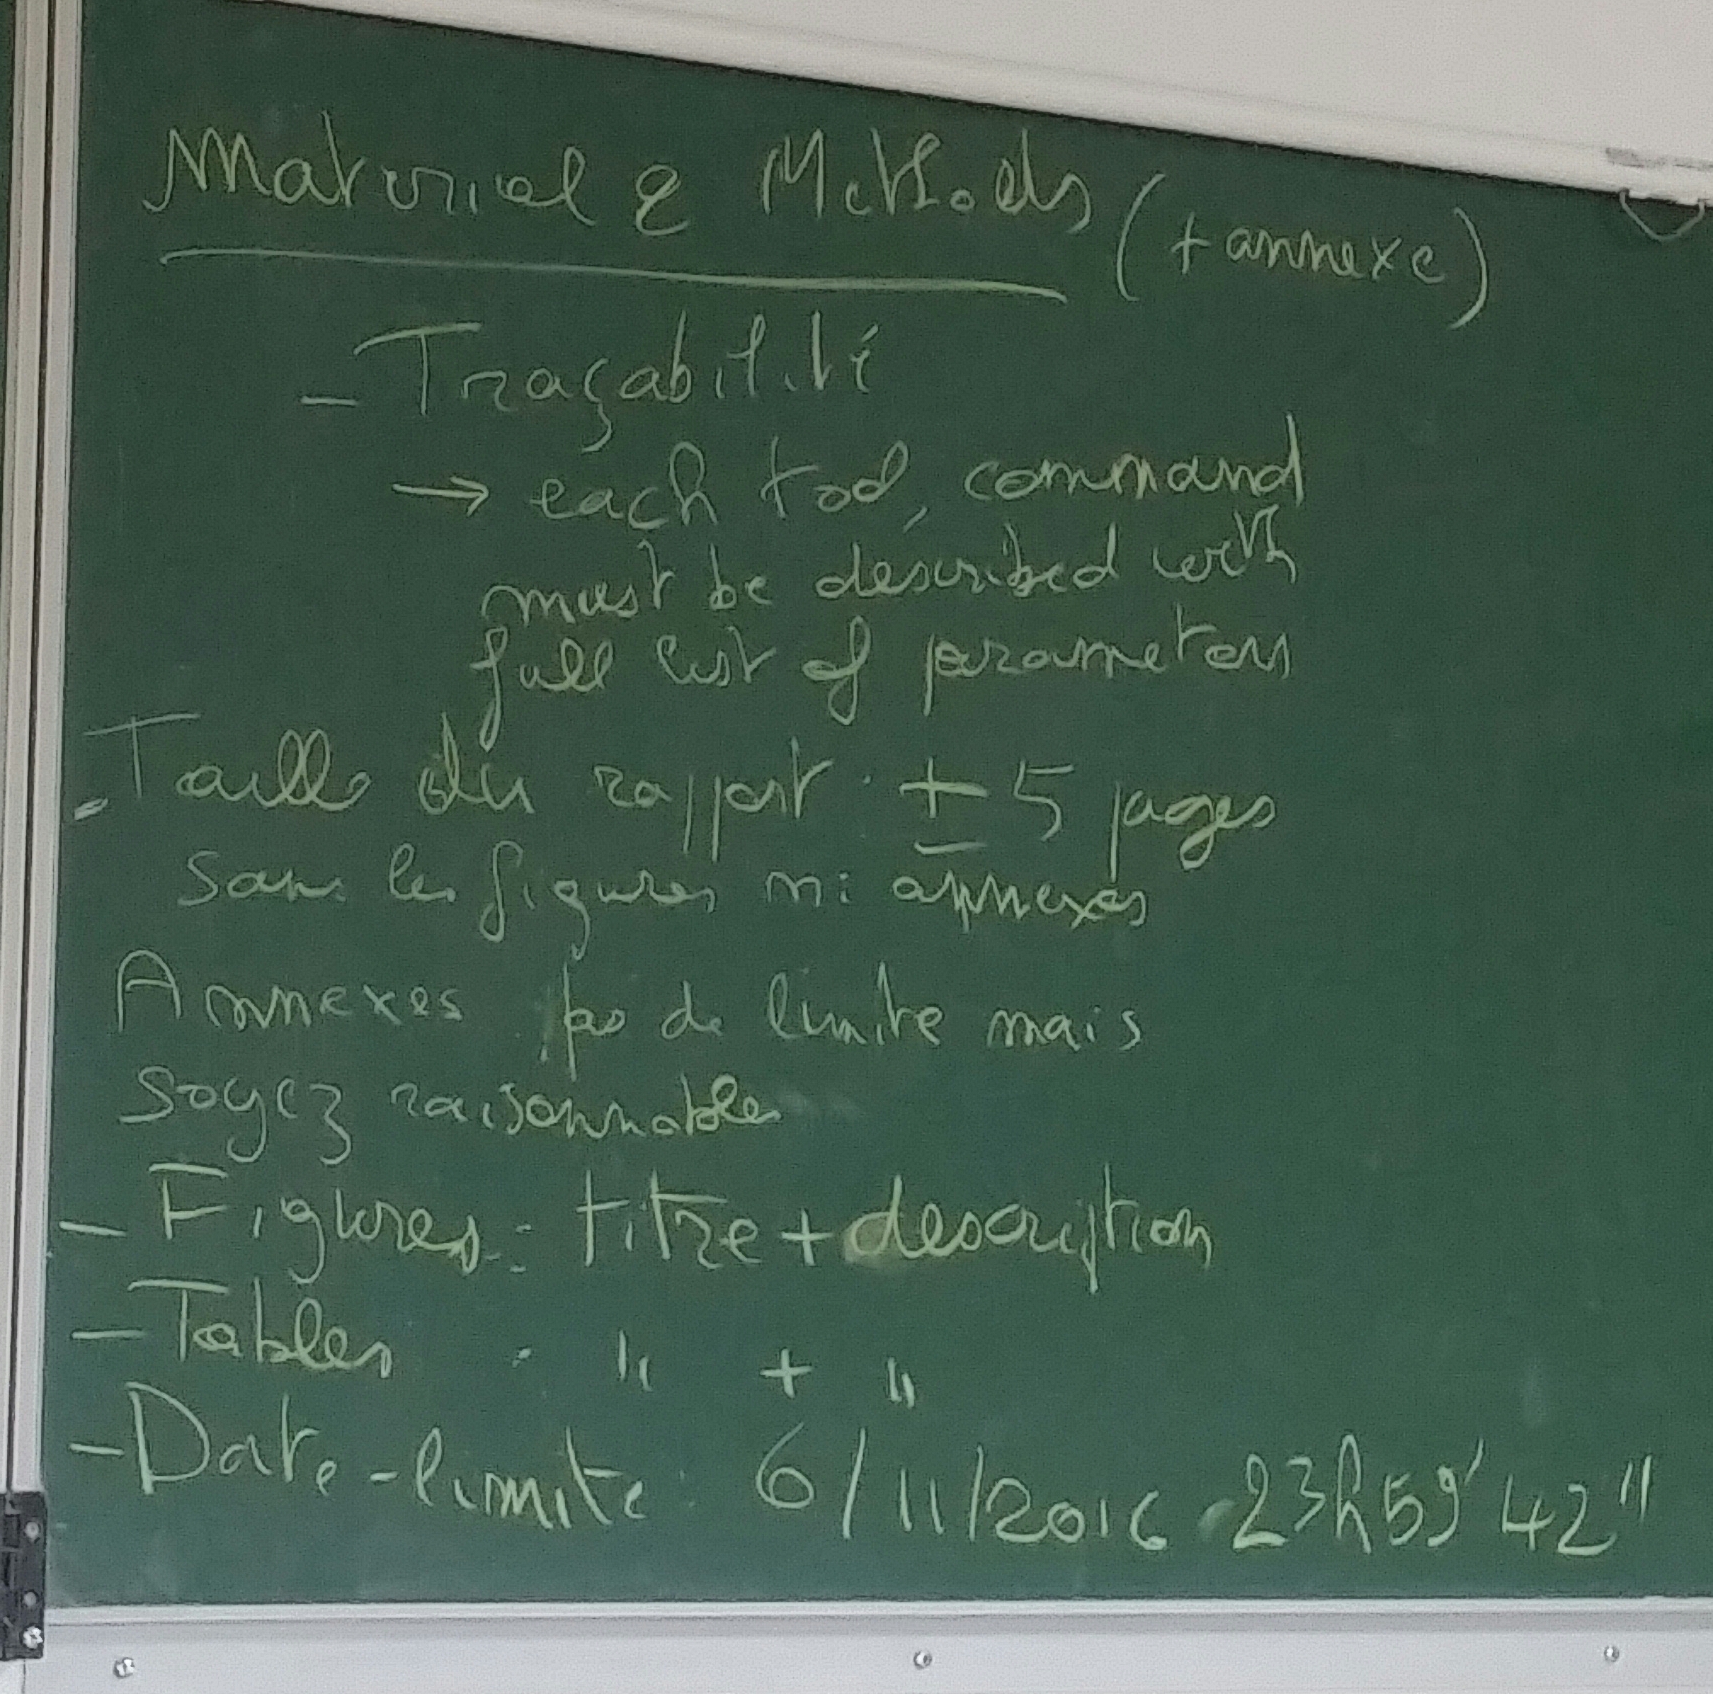 Material & Methods (+ annexe)
- Traçabilité
→ each tool, command
must be described with
full list of parameters
- Taille du rapport : ± 5 pages
sans les figures ni annexes
Annexes : pas de limite mais
soyez raisonnables
- Figures : titre + description
- Tables : " + "
- Date-limite : 6/11/2016 - 23h59'42"